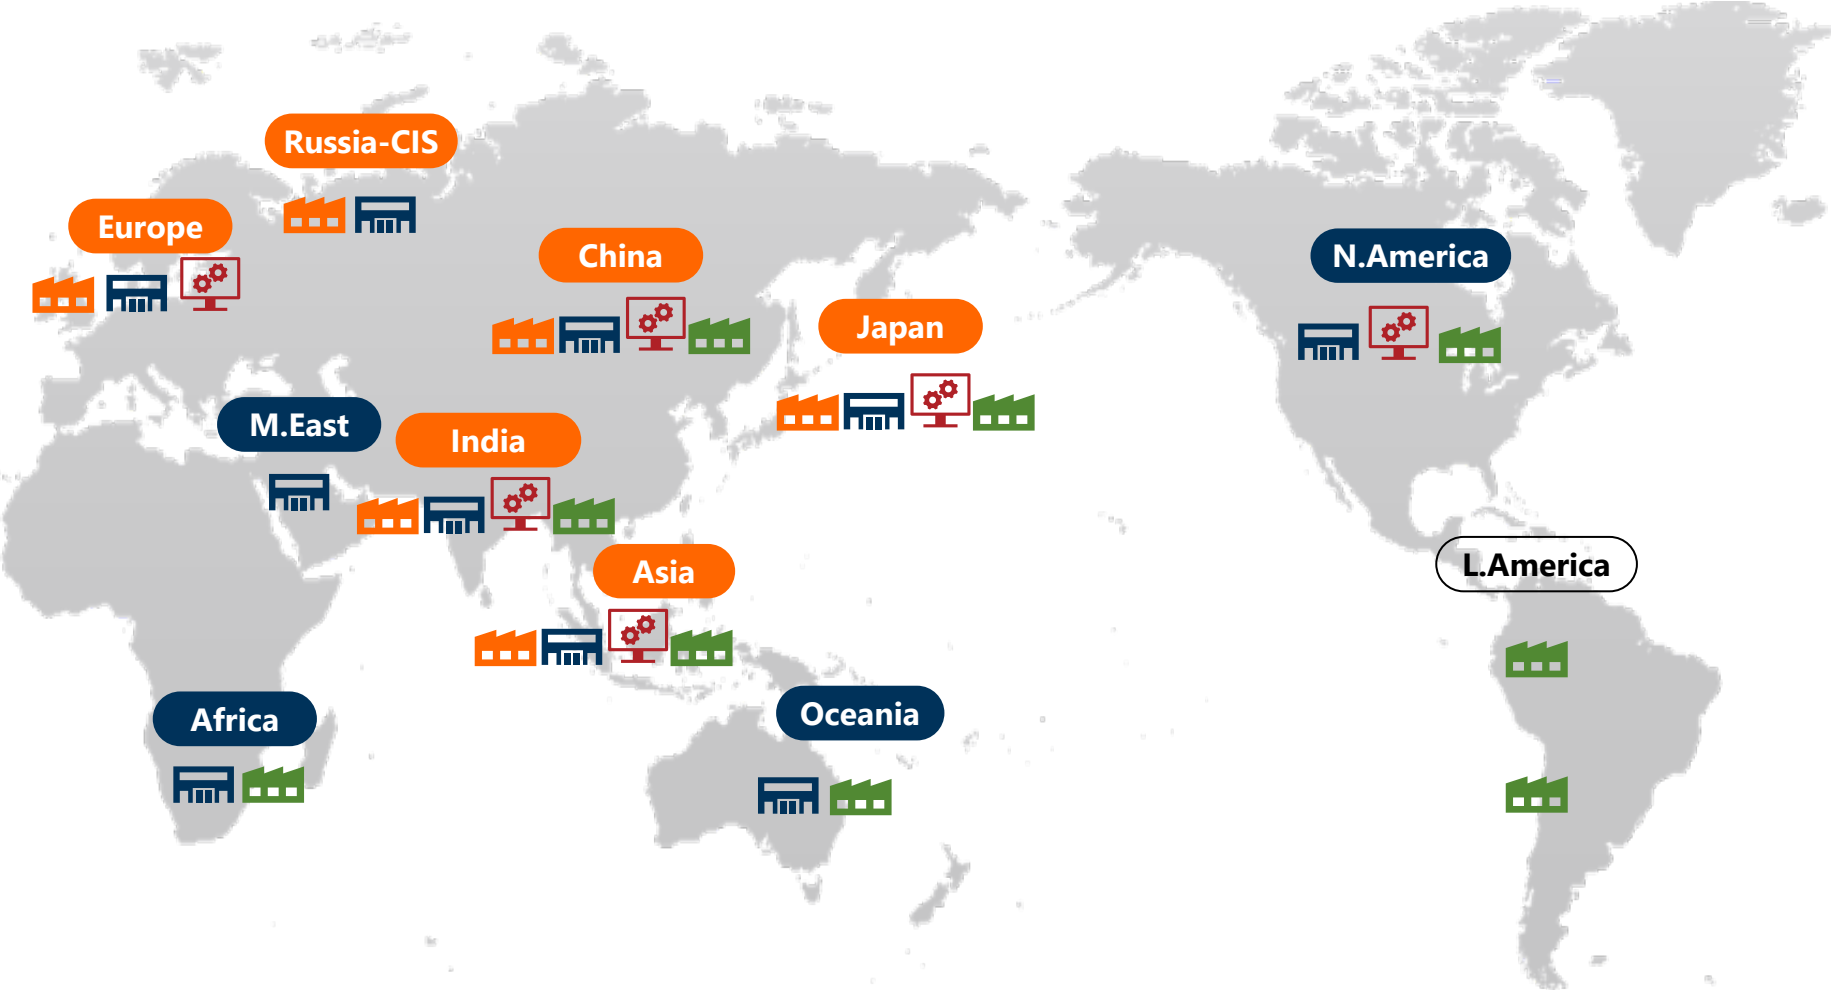 Russia-CIS
Europe
China
N.America
Japan
M.East
India
L.America
Asia
Africa
Oceania